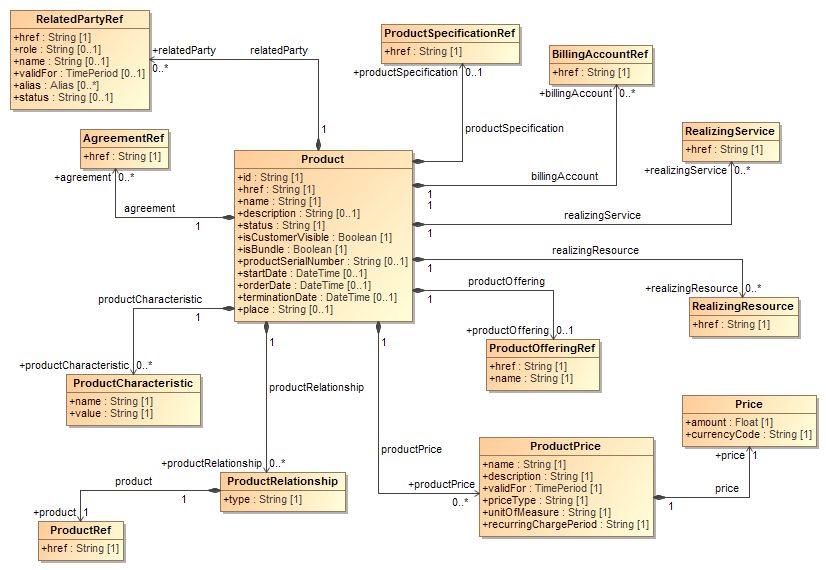 RelatedPartyRef
+href : String [1]
+role : String [0..1]
+name : String [0..1]
+validFor : TimePeriod [0..1]
+alias : Alias [0..*]
+status : String [0..1]
+relatedParty
0..*
relatedParty
1
ProductSpecificationRef
+href : String [1]
+productSpecification
0..1
productSpecification
1
BillingAccountRef
+href : String [1]
+billingAccount
0..*
billingAccount
1
AgreementRef
+href : String [1]
+agreement
0..*
agreement
1
RealizingService
+href : String [1]
+realizingService
0..*
realizingService
1
Product
+id : String [1]
+href : String [1]
+name : String [1]
+description : String [0..1]
+status : String [1]
+isCustomerVisible : Boolean [1]
+isBundle : Boolean [1]
+productSerialNumber : String [0..1]
+startDate : DateTime [0..1]
+orderDate : DateTime [0..1]
+terminationDate : DateTime [0..1]
+place : String [0..1]
realizingResource
1
+realizingResource
0..*
RealizingResource
+href : String [1]
productOffering
1
+productOffering
0..1
ProductOfferingRef
+href : String [1]
+name : String [1]
productCharacteristic
1
+productCharacteristic
0..*
ProductCharacteristic
+name : String [1]
+value : String [1]
1
productRelationship
+productRelationship
0..*
ProductRelationship
+type : String [1]
product
1
+product
1
ProductRef
+href : String [1]
1
productPrice
+productPrice
0..*
ProductPrice
+name : String [1]
+description : String [1]
+validFor : TimePeriod [1]
+priceType : String [1]
+unitOfMeasure : String [1]
+recurringChargePeriod : String [1]
Price
+amount : Float [1]
+currencyCode : String [1]
+price
1
price
1